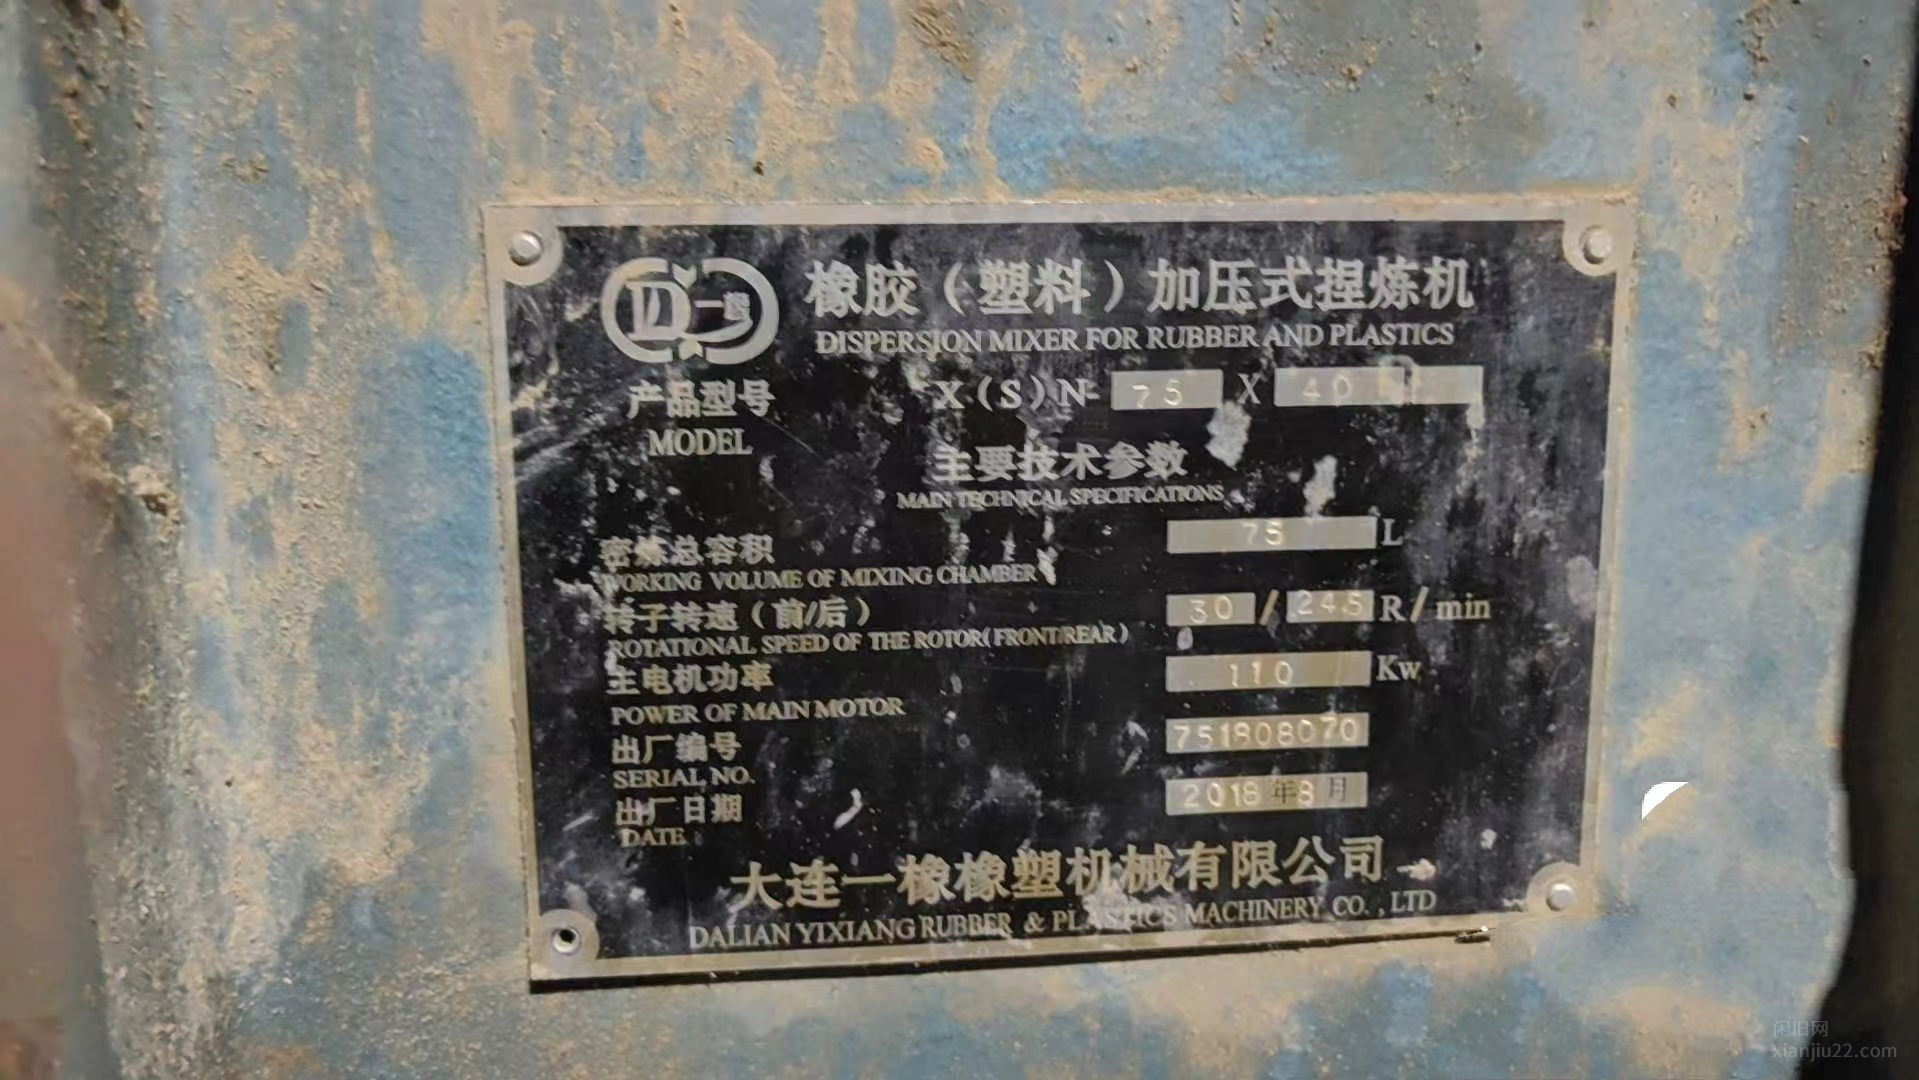 一橡
橡胶（塑料）加压式捏炼机
DISPERSION MIXER FOR RUBBER AND PLASTICS
产品型号 X(S)N- 75 X 40
MODEL
主要技术参数
MAIN TECHNICAL SPECIFICATIONS
密炼总容积 75 L
WORKING VOLUME OF MIXING CHAMBER
转子转速（前/后） 30 / 24.5 R/min
ROTATIONAL SPEED OF THE ROTOR(FRONT/REAR)
主电机功率 110 Kw
POWER OF MAIN MOTOR
出厂编号 751808070
SERIAL NO.
出厂日期 2018年8月
DATE
大连一橡橡塑机械有限公司
DALIAN YIXIANG RUBBER & PLASTICS MACHINERY CO.,LTD
闲旧网
xianjiu22.com